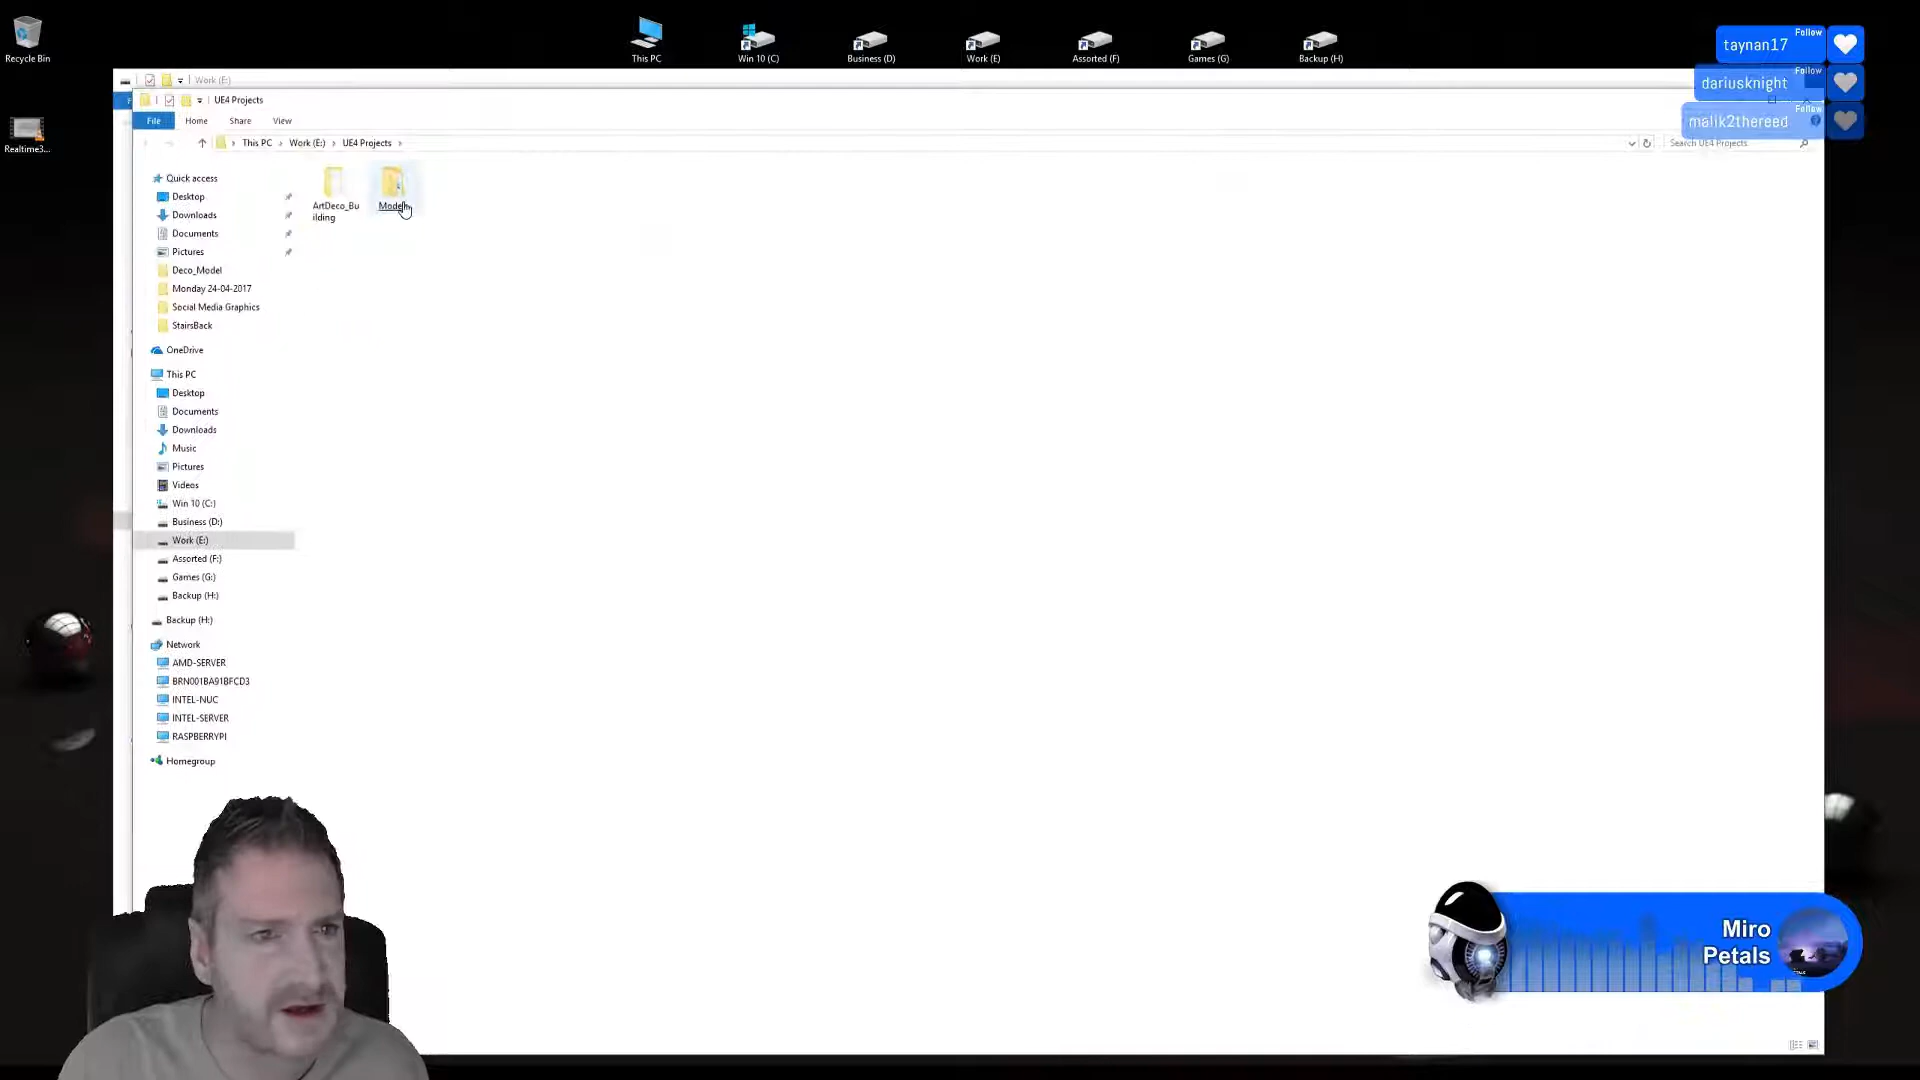 Recycle Bin
This PC
Win 10 (C)
Business (D)
Work (E)
Assorted (F)
Games (G)
Backup (H)
Follow
taynan17
Follow
dariusknight
Follow
malik2thereed
Realtime3...
Work (E:)
UE4 Projects
File
Home
Share
View
This PC
Work (E:)
UE4 Projects
Search UE4 Projects
ArtDeco_Bu
ilding
Quick access
Desktop
Downloads
Documents
Pictures
Deco_Model
Monday 24-04-2017
Social Media Graphics
StairsBack
OneDrive
This PC
Desktop
Documents
Downloads
Music
Pictures
Videos
Win 10 (C:)
Business (D:)
Work (E:)
Assorted (F:)
Games (G:)
Backup (H:)
Backup (H:)
Network
AMD-SERVER
BRN001BA91BFCD3
INTEL-NUC
INTEL-SERVER
RASPBERRYPI
Homegroup
Miro
Petals